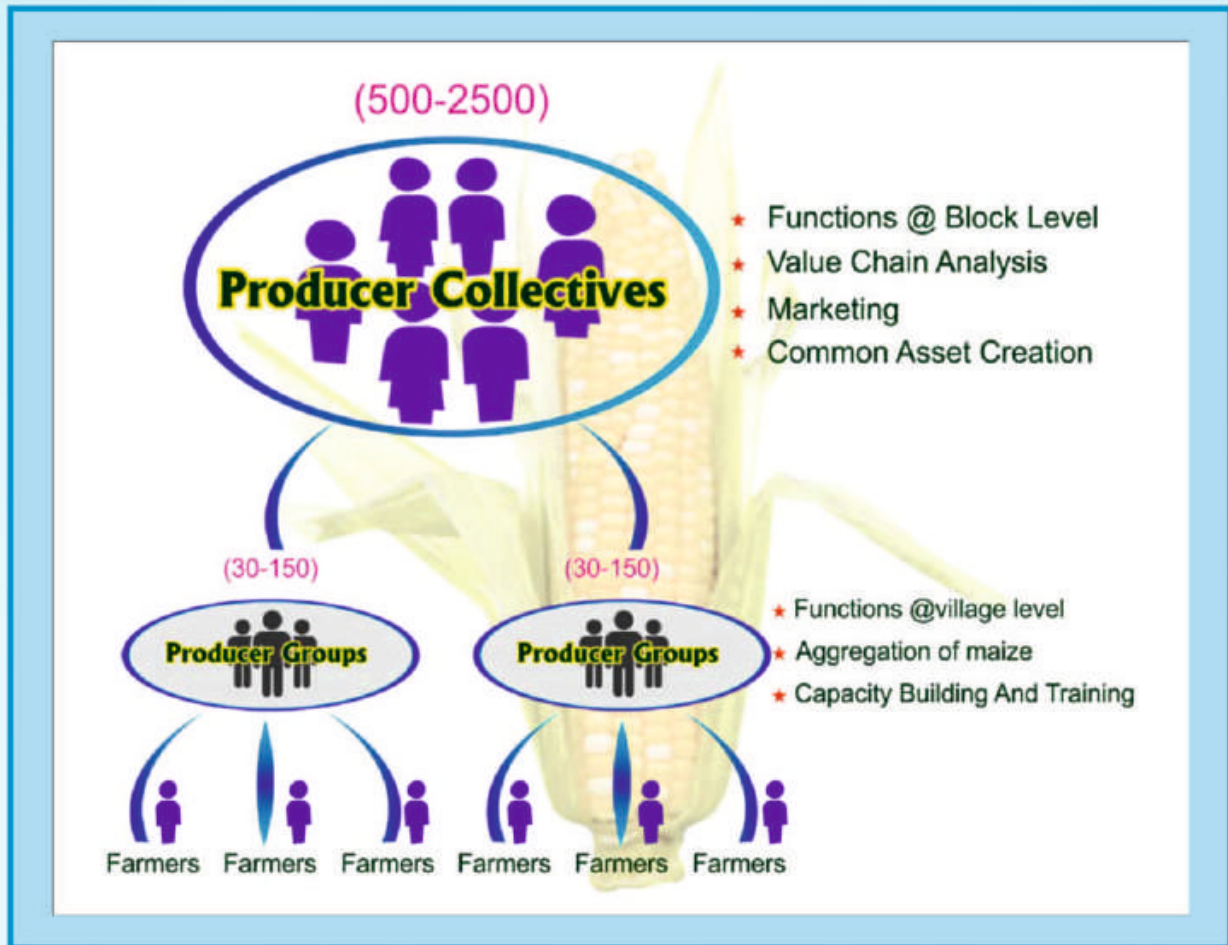 (500-2500)
Producer Collectives
Functions @ Block Level
Value Chain Analysis
Marketing
Common Asset Creation
(30-150)
(30-150)
Producer Groups
Producer Groups
Functions @village level
Aggregation of maize
Capacity Building And Training
Farmers Farmers Farmers Farmers Farmers Farmers